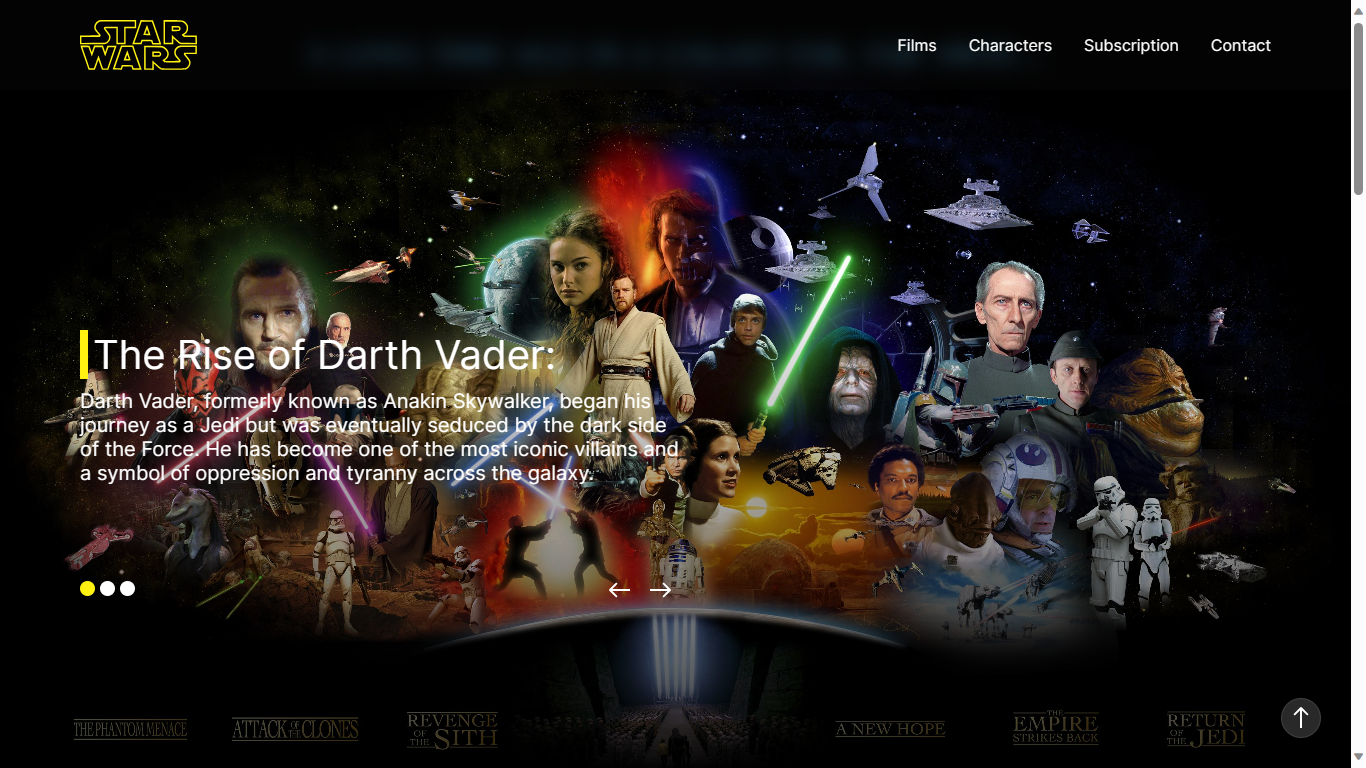 STAR
WARS
Films
Characters
Subscription
Contact
The Rise of Darth Vader:
Darth Vader, formerly known as Anakin Skywalker, began his
journey as a Jedi but was eventually seduced by the dark side
of the Force. He has become one of the most iconic villains and
a symbol of oppression and tyranny across the galaxy.
THE PHANTOM MENACE
ATTACK OF THE CLONES
REVENGE
OF THE SITH
A NEW HOPE
THE
EMPIRE
STRIKES BACK
RETURN
OF THE JEDI